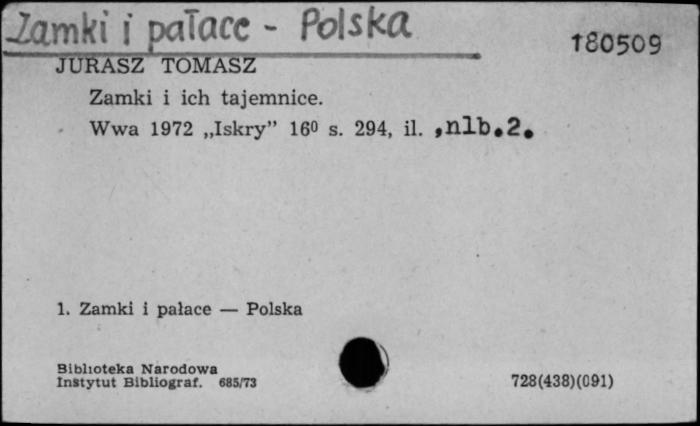 Zamki i pałace - Polska
180509
JURASZ TOMASZ
Zamki i ich tajemnice.
Wwa 1972 „Iskry” 16⁰ s. 294, il. ,nlb.2.
1. Zamki i pałace — Polska
Biblioteka Narodowa
Instytut Bibliograf. 685/73
728(438)(091)